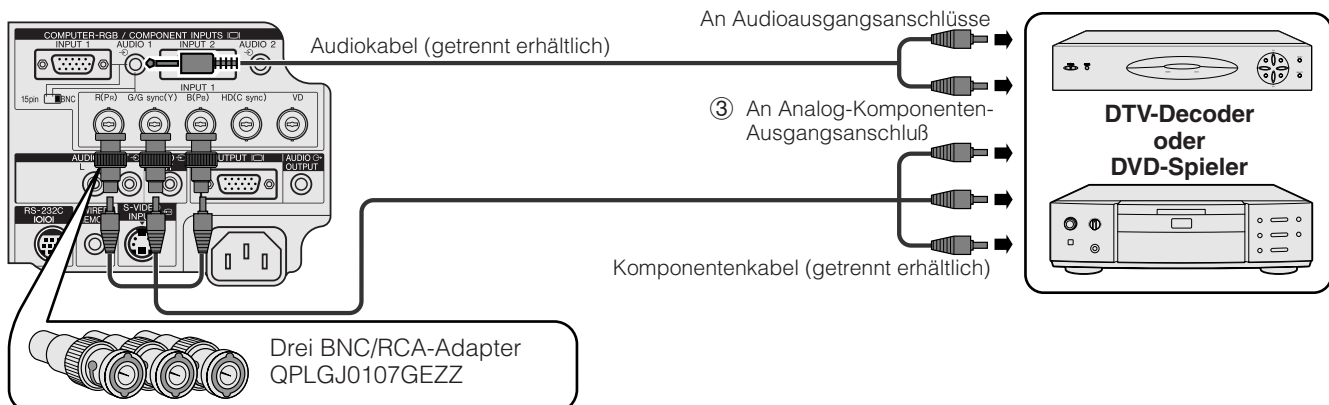 An Audioausgangsanschlüsse
COMPUTER-RGB / COMPONENT INPUTS
INPUT 1 AUDIO 1 INPUT 2 AUDIO 2
Audiokabel (getrennt erhältlich)
15pin BNC
INPUT 1
R(PR) G/G sync(Y) B(PB) HD(C sync) VD
③ An Analog-Komponenten-
Ausgangsanschluß
DTV-Decoder
oder
DVD-Spieler
AUDIO
OUTPUT
L
RS-232C
S-VIDEO
INPUT
Komponentenkabel (getrennt erhältlich)
Drei BNC/RCA-Adapter
QPLGJ0107GEZZ